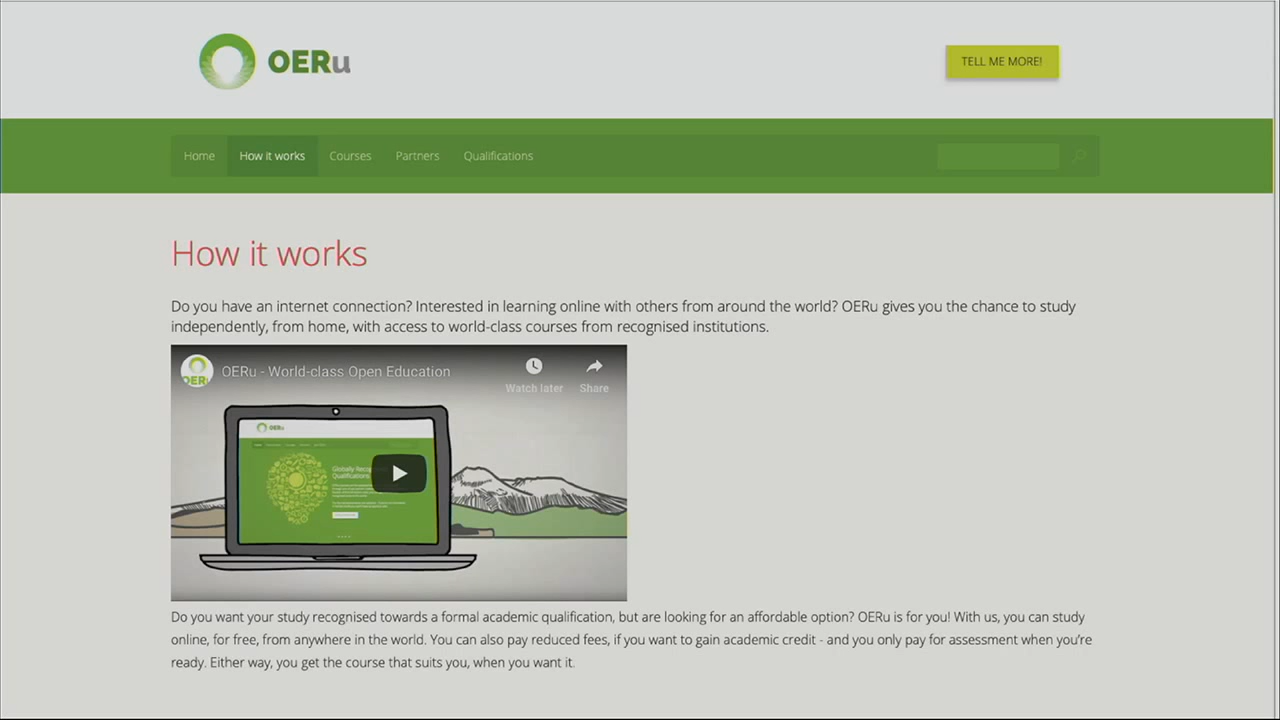 OERu
TELL ME MORE!
Home
How it works
Courses
Partners
Qualifications
How it works
Do you have an internet connection? Interested in learning online with others from around the world? OERu gives you the chance to study
independently, from home, with access to world-class courses from recognised institutions.
OERu
OERu - World-class Open Education
Watch later
Share
OERu
Globally
Qualifications
Do you want your study recognised towards a formal academic qualification, but are looking for an affordable option? OERu is for you! With us, you can study
online, for free, from anywhere in the world. You can also pay reduced fees, if you want to gain academic credit - and you only pay for assessment when you're
ready. Either way, you get the course that suits you, when you want it.